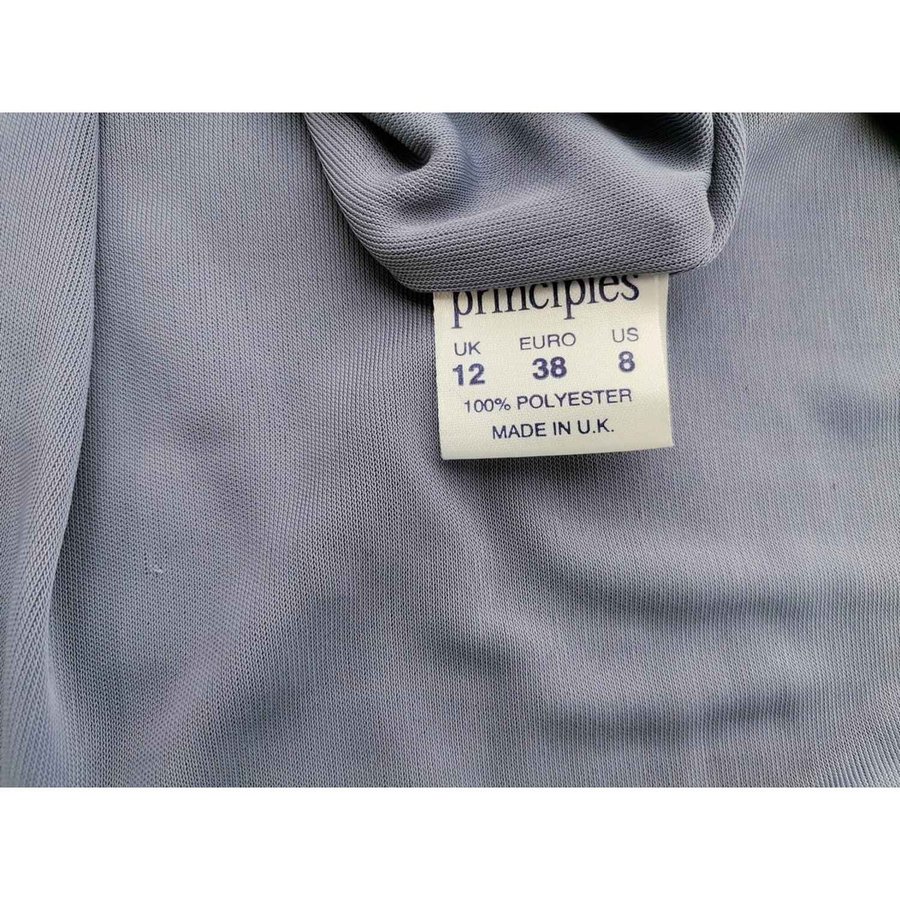 principles
UK EURO US
12 38 8
100% POLYESTER
MADE IN U.K.